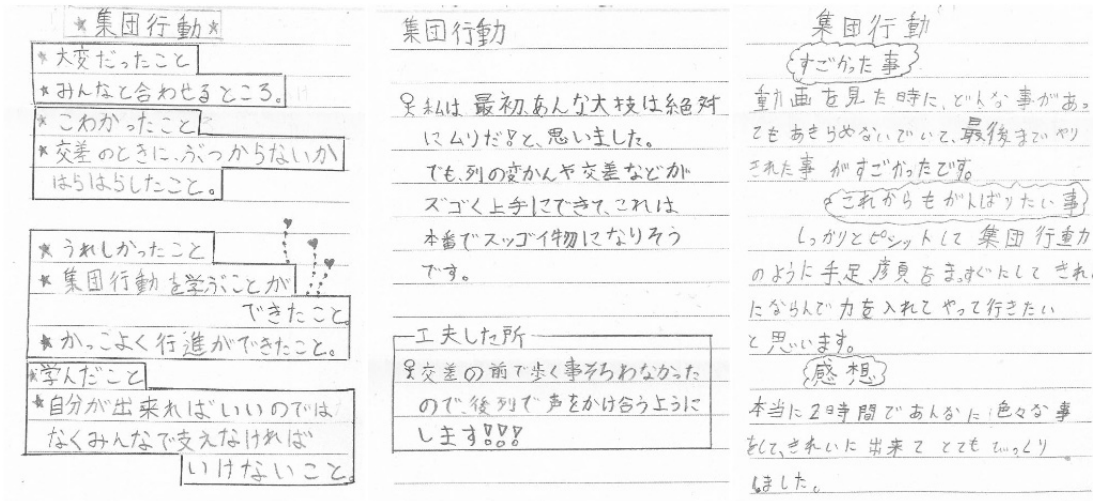 ★集団行動★
★大変だったこと
★みんなと合わせるところ。
★こわかったこと
★交差のときに、ぶつからないか
はらはらしたこと。
★うれしかったこと
★集団行動を学ぶことが
できたこと。
★かっこよく行進ができたこと。
★学んだこと
★自分が出来ればいいのでは
なくみんなで支えなければ
いけないこと。
集団行動
私は、最初、あんな大技は絶対
にムリだ!と、思いました。
でも、列の変かんや交差などが
ズゴく上手にできて、これは
本番でスッゴイ物になりそう
です。
工夫した所
交差の前で歩く事そろわなかった
ので、後列で声をかけ合うように
します!!!
集団行動
すごかった事
動画を見た時に、どんな事があっ
てもあきらめないでいて、最後までやり
きれた事がすごかったです。
これからもがんばりたい事
しっかりとピシットして集団行動
のように手、足、顔をまっすぐにしてきれ
にならんで力を入れてやって行きたい
と思います。
感想
本当に2時間であんなに色々な事
をして、きれいに出来てとてもびっくり
しました。